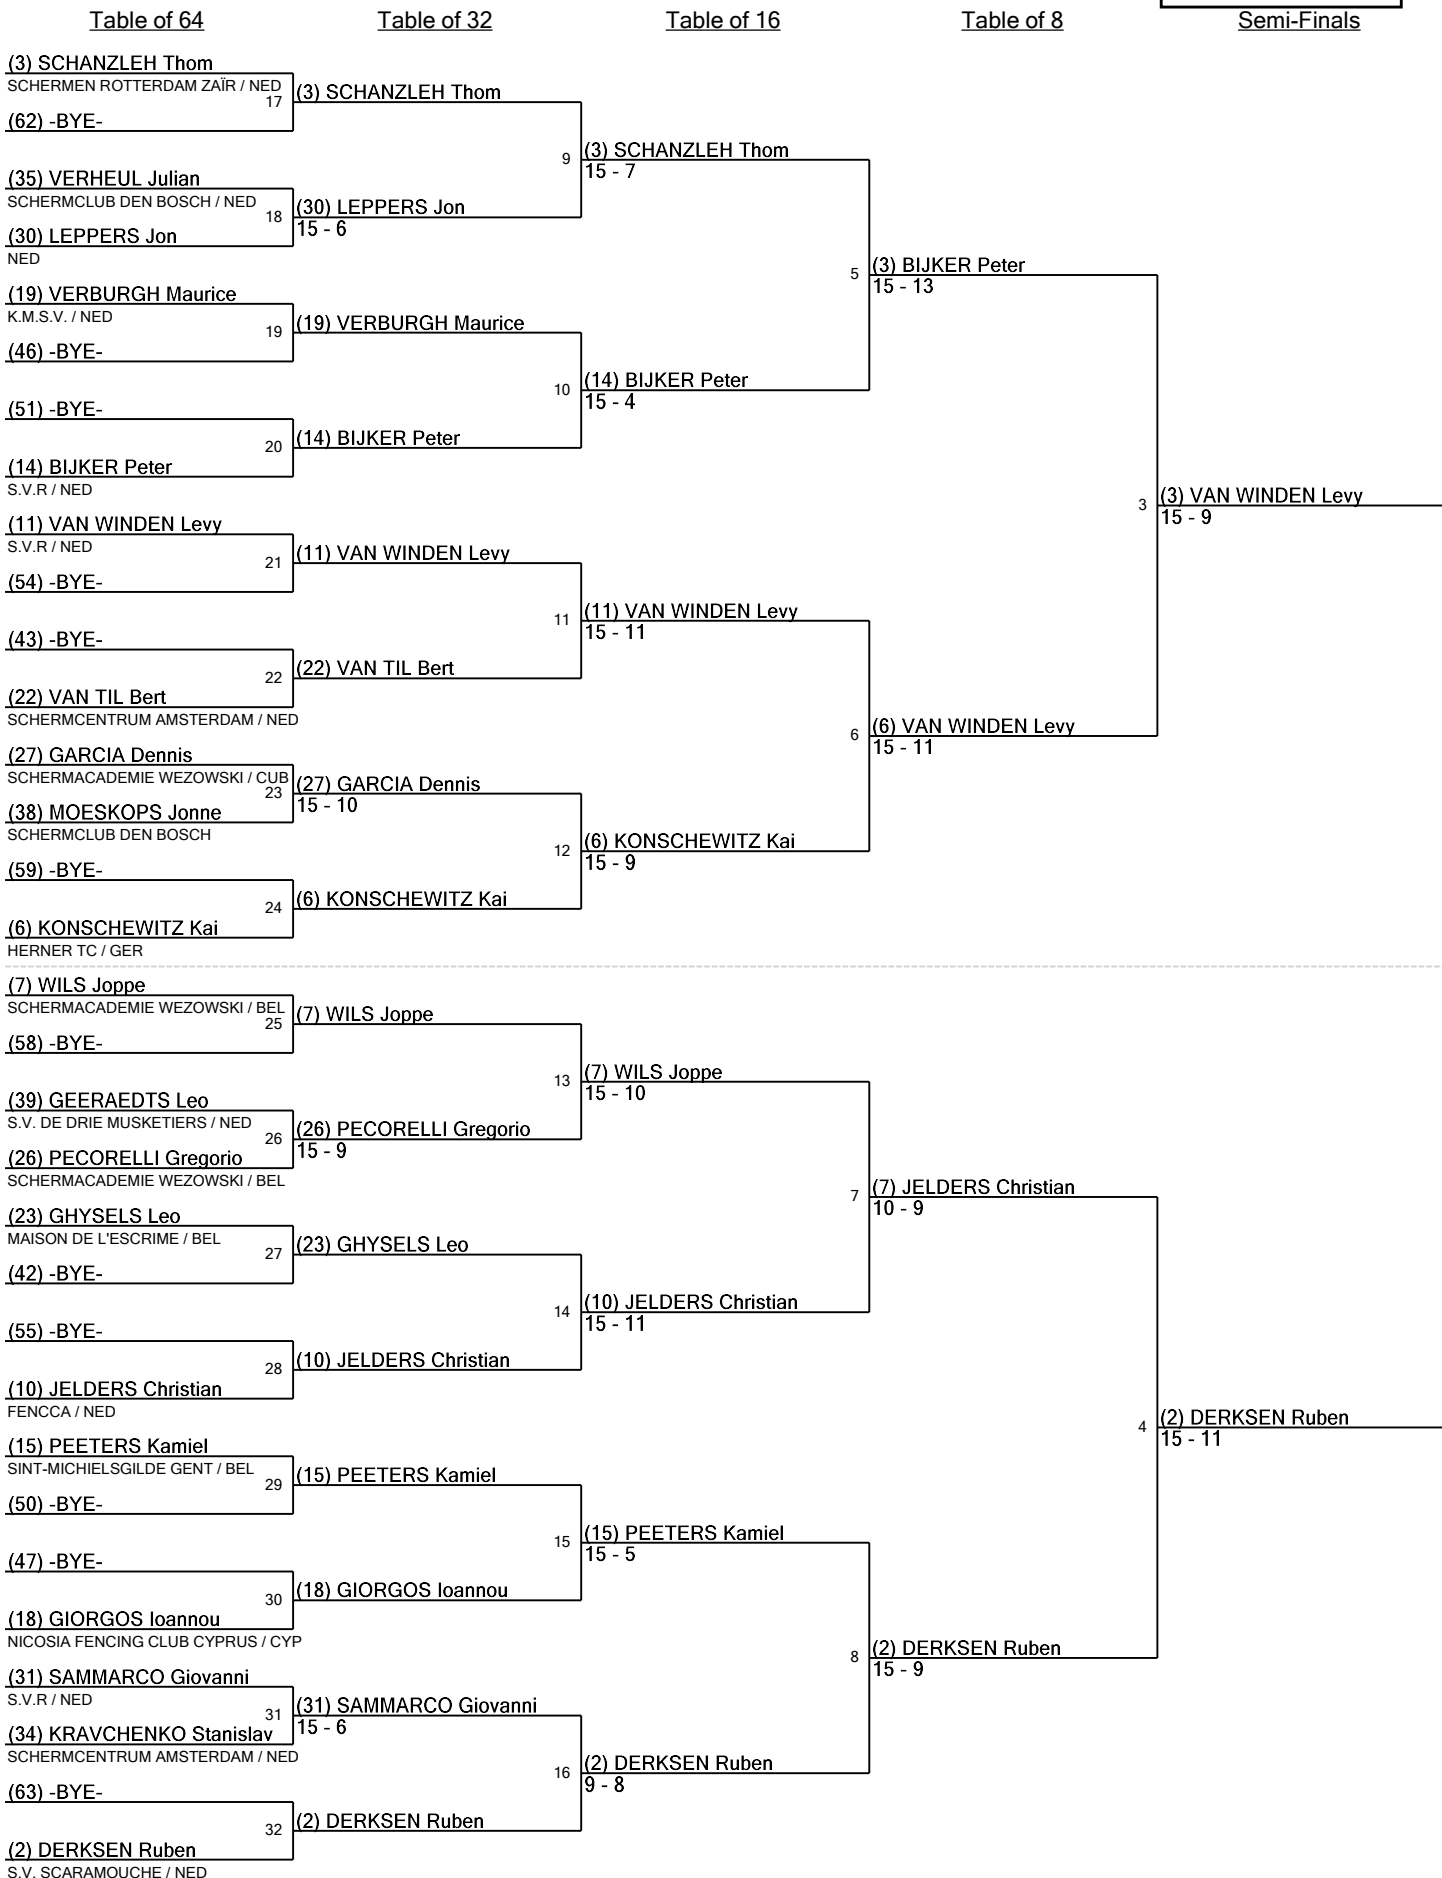 Table of 64
Table of 32
Table of 16
Table of 8
Semi-Finals
(3) SCHANZLEH Thom
SCHERMEN ROTTERDAM ZAÏR / NED
17
(62) -BYE-
(35) VERHEUL Julian
SCHERMCLUB DEN BOSCH / NED
18
(30) LEPPERS Jon
NED
(19) VERBURGH Maurice
K.M.S.V. / NED
19
(46) -BYE-
(51) -BYE-
20
(14) BIJKER Peter
S.V.R / NED
(11) VAN WINDEN Levy
S.V.R / NED
21
(54) -BYE-
(43) -BYE-
22
(22) VAN TIL Bert
SCHERMCENTRUM AMSTERDAM / NED
(27) GARCIA Dennis
SCHERMACADEMIE WEZOWSKI / CUB
23
(38) MOESKOPS Jonne
SCHERMCLUB DEN BOSCH
(59) -BYE-
24
(6) KONSCHEWITZ Kai
HERNER TC / GER
(7) WILS Joppe
SCHERMACADEMIE WEZOWSKI / BEL
25
(58) -BYE-
(39) GEERAEDTS Leo
S.V. DE DRIE MUSKETIERS / NED
26
(26) PECORELLI Gregorio
SCHERMACADEMIE WEZOWSKI / BEL
(23) GHYSELS Leo
MAISON DE L'ESCRIME / BEL
27
(42) -BYE-
(55) -BYE-
28
(10) JELDERS Christian
FENCCA / NED
(15) PEETERS Kamiel
SINT-MICHIELSGILDE GENT / BEL
29
(50) -BYE-
(47) -BYE-
30
(18) GIORGOS Ioannou
NICOSIA FENCING CLUB CYPRUS / CYP
(31) SAMMARCO Giovanni
S.V.R / NED
31
(34) KRAVCHENKO Stanislav
SCHERMCENTRUM AMSTERDAM / NED
(63) -BYE-
32
(2) DERKSEN Ruben
S.V. SCARAMOUCHE / NED
(3) SCHANZLEH Thom
9
(30) LEPPERS Jon
15 - 6
(19) VERBURGH Maurice
10
(14) BIJKER Peter
(11) VAN WINDEN Levy
11
(22) VAN TIL Bert
(27) GARCIA Dennis
15 - 10
12
(6) KONSCHEWITZ Kai
(7) WILS Joppe
13
(26) PECORELLI Gregorio
15 - 9
(23) GHYSELS Leo
14
(10) JELDERS Christian
(15) PEETERS Kamiel
15
(18) GIORGOS Ioannou
(31) SAMMARCO Giovanni
15 - 6
16
(2) DERKSEN Ruben
(3) SCHANZLEH Thom
15 - 7
5
(14) BIJKER Peter
15 - 4
(11) VAN WINDEN Levy
15 - 11
6
(6) KONSCHEWITZ Kai
15 - 9
(7) WILS Joppe
15 - 10
7
(10) JELDERS Christian
15 - 11
(15) PEETERS Kamiel
15 - 5
8
(2) DERKSEN Ruben
9 - 8
(3) BIJKER Peter
15 - 13
3
(6) VAN WINDEN Levy
15 - 11
(7) JELDERS Christian
10 - 9
4
(2) DERKSEN Ruben
15 - 9
(3) VAN WINDEN Levy
15 - 9
(2) DERKSEN Ruben
15 - 11